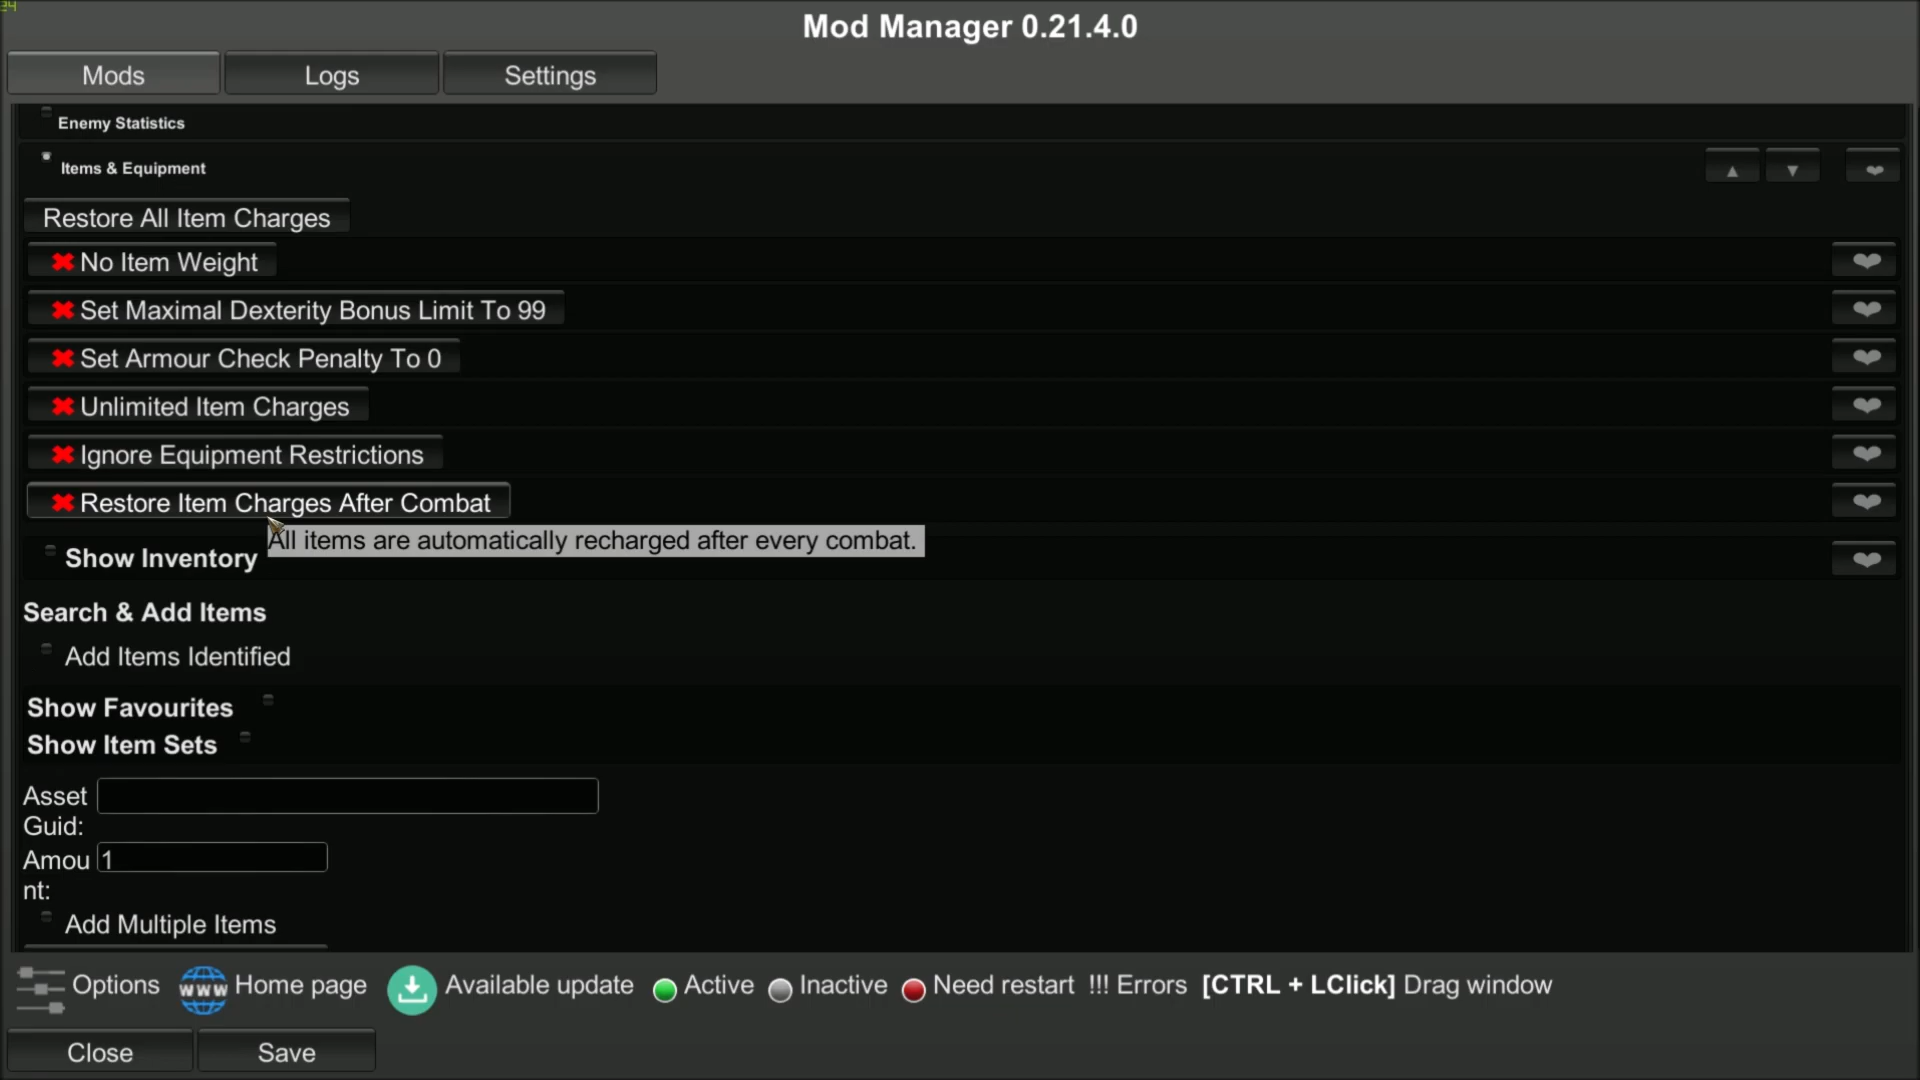 24
Mod Manager 0.21.4.0
Mods Logs Settings
Enemy Statistics
Items & Equipment
Restore All Item Charges
No Item Weight
Set Maximal Dexterity Bonus Limit To 99
Set Armour Check Penalty To 0
Unlimited Item Charges
Ignore Equipment Restrictions
Restore Item Charges After Combat
All items are automatically recharged after every combat.
Show Inventory
Search & Add Items
Add Items Identified
Show Favourites
Show Item Sets
Asset
Guid:
Amou 1
nt:
Add Multiple Items
Options www Home page Available update Active Inactive Need restart !!! Errors [CTRL + LClick] Drag window
Close Save